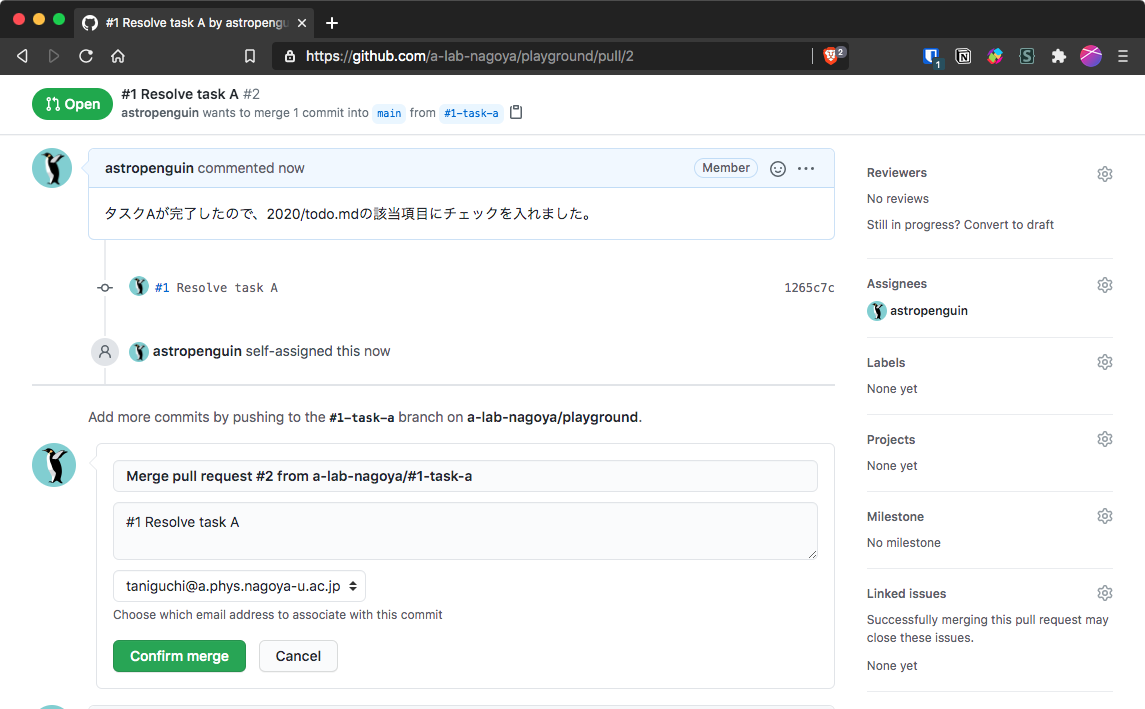 #1 Resolve task A by astropengu
https://github.com/a-lab-nagoya/playground/pull/2
2
1
Open
#1 Resolve task A #2
astropenguin wants to merge 1 commit into main from #1-task-a
astropenguin commented now
Member
タスクAが完了したので、2020/todo.mdの該当項目にチェックを入れました。
#1 Resolve task A
1265c7c
astropenguin self-assigned this now
Add more commits by pushing to the #1-task-a branch on a-lab-nagoya/playground.
Merge pull request #2 from a-lab-nagoya/#1-task-a
#1 Resolve task A
taniguchi@a.phys.nagoya-u.ac.jp
Choose which email address to associate with this commit
Confirm merge
Cancel
Reviewers
No reviews
Still in progress? Convert to draft
Assignees
astropenguin
Labels
None yet
Projects
None yet
Milestone
No milestone
Linked issues
Successfully merging this pull request may
close these issues.
None yet